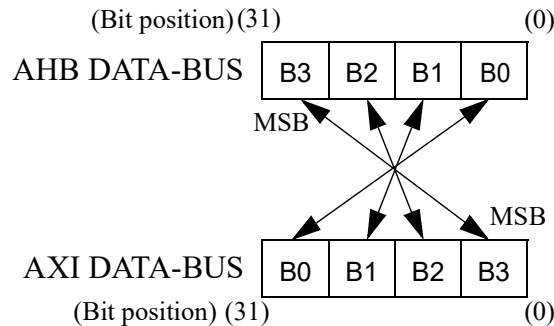 (Bit position) (31) (0)
AHB DATA-BUS B3 B2 B1 B0
MSB
MSB
AXI DATA-BUS B0 B1 B2 B3
(Bit position) (31) (0)